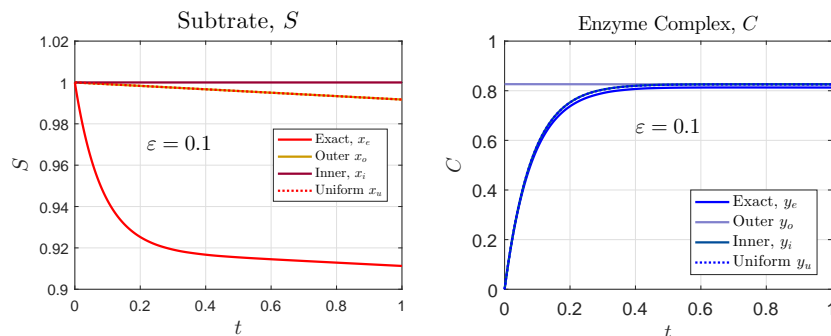 Subtrate, S
1.02
1
0.98
0.96
0.94
0.92
0.9
S
ε = 0.1
Exact, x_e
Outer x_o
Inner, x_i
Uniform x_u
0 0.2 0.4 0.6 0.8 1
t
Enzyme Complex, C
1
0.8
0.6
0.4
0.2
0
C
ε = 0.1
Exact, y_e
Outer y_o
Inner, y_i
Uniform y_u
0 0.2 0.4 0.6 0.8 1
t